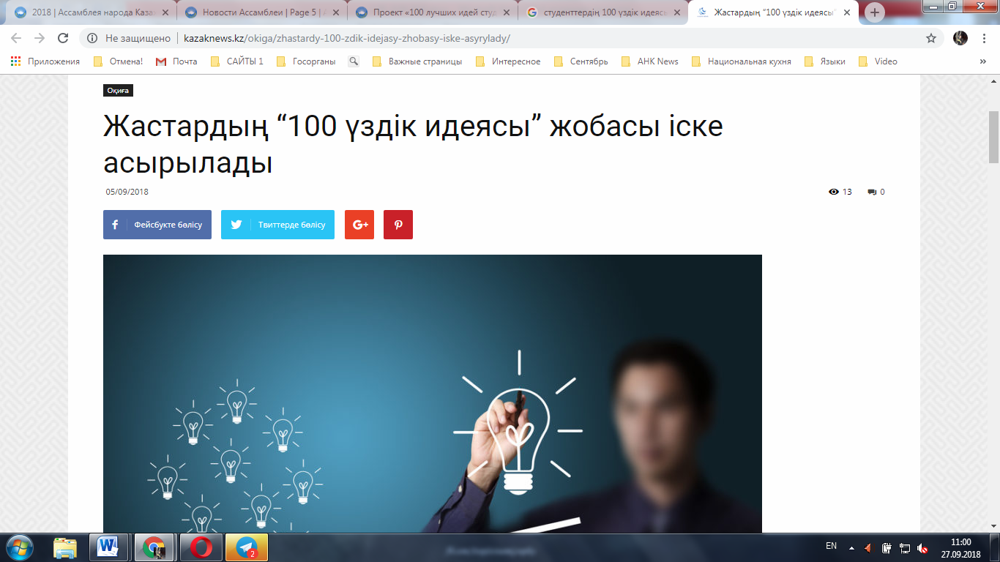 2018 | Ассамблея народа Казах
Новости Ассамблеи | Page 5 | А
Проект «100 лучших идей студ
студенттердің 100 үздік идеясы
Жастардың "100 үздік идеясы"
Не защищено
kazaknews.kz/okiga/zhastardy-100-zdik-idejasy-zhobasy-iske-asyrylady/
Приложения
Отмена!
Почта
САЙТЫ 1
Госорганы
Важные страницы
Интересное
Сентябрь
АНК News
Национальная кухня
Языки
Video
»
Оқиға
Жастардың “100 үздік идеясы” жобасы іске
асырылады
05/09/2018
13
0
Фейсбукте бөлісу
Твиттерде бөлісу
G+
EN
2
11:00
27.09.2018